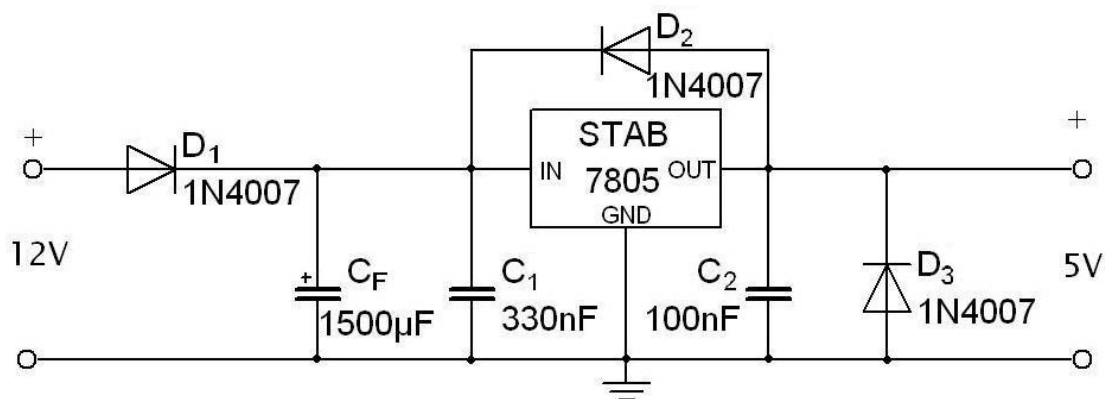 D2
1N4007
+
D1
1N4007
STAB
7805
IN
OUT
GND
+
12V
+
CF
1500µF
C1
330nF
C2
100nF
D3
1N4007
5V